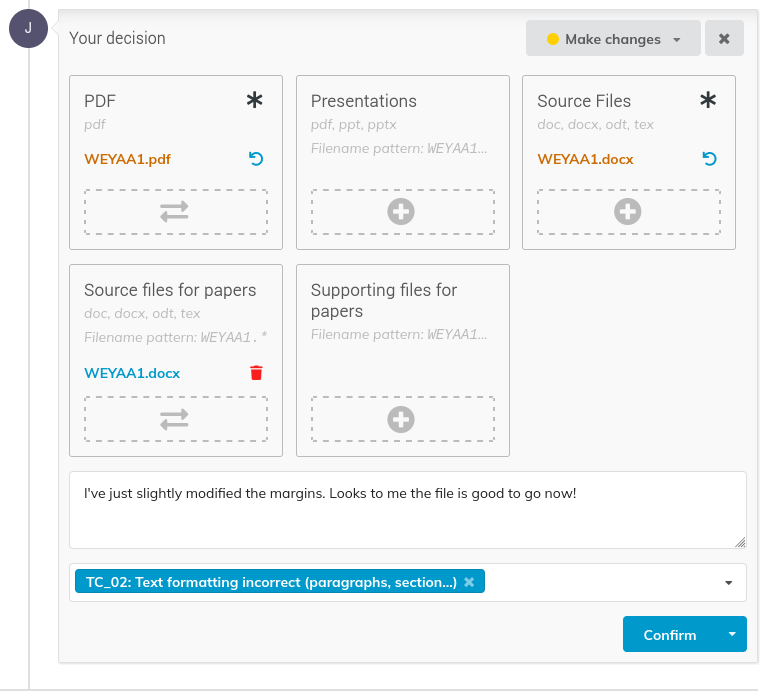 J
Your decision
Make changes
PDF
pdf
WEYAA1.pdf
Presentations
pdf, ppt, pptx
Filename pattern: WEYAA1...
Source Files
doc, docx, odt, tex
WEYAA1.docx
Source files for papers
doc, docx, odt, tex
Filename pattern: WEYAA1.*
WEYAA1.docx
Supporting files for
papers
Filename pattern: WEYAA1...
I've just slightly modified the margins. Looks to me the file is good to go now!
TC_02: Text formatting incorrect (paragraphs, section...)
Confirm